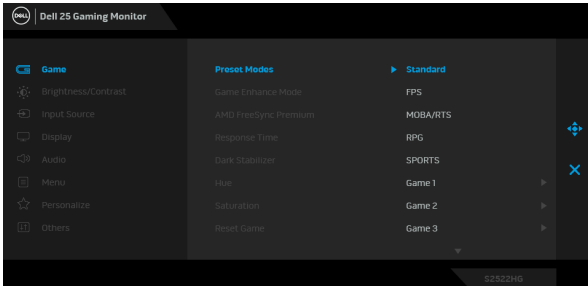 DELL
Dell 25 Gaming Monitor
Game
Preset Modes
Standard
Brightness/Contrast
Game Enhance Mode
FPS
Input Source
AMD FreeSync Premium
MOBA/RTS
Display
Response Time
RPG
Audio
Dark Stabilizer
SPORTS
Menu
Hue
Game 1
Personalize
Saturation
Game 2
Others
Reset Game
Game 3
S2522HG